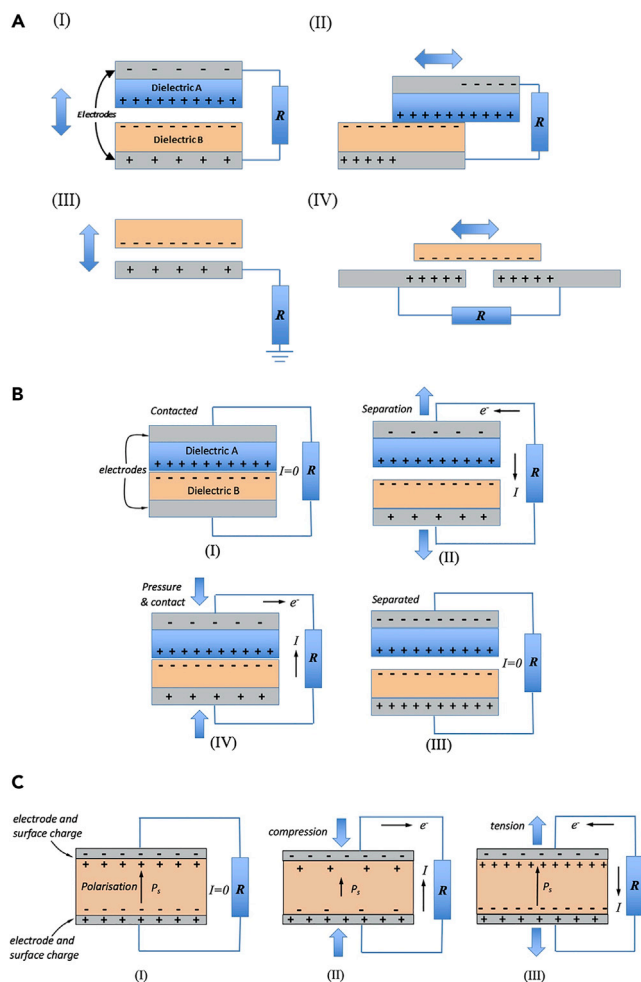 A
(I)
(II)
- - - - -
- - - - -
Dielectric A
+ + + + + + + + +
+ + + + + + + + + +
Electrodes
R
R
- - - - - - - - -
- - - - - - - - - -
Dielectric B
+ + + + +
+ + + + +
(III)
(IV)
- - - - - - - - -
- - - - - - - - -
+ + + + +
+ + + + +
+ + + + +
R
R
B
Contacted
Separation
e-
- - - - -
electrodes
Dielectric A
+ + + + + + + + +
I=0
R
+ + + + + + + + +
I
R
- - - - - - - - -
- - - - - - - - -
Dielectric B
+ + + + +
(I)
(II)
Pressure
& contact
e-
Separated
- - - - -
- - - - - - - - -
+ + + + + + + + +
I
R
+ + + + + + + + +
I=0
R
- - - - - - - - -
- - - - - - - - -
+ + + + +
+ + + + + + + + +
(IV)
(III)
C
electrode and
surface charge
compression
e-
tension
e-
- - - - - - -
- - - - - - -
- - - - - - -
+ + + + + + +
+ + + +
+ + + + + + + + + + +
Polarisation
Ps
I=0
R
Ps
I
R
Ps
I
R
- - - - - - -
- - - -
- - - - - - - - - - -
+ + + + + + +
+ + + + + + +
+ + + + + + +
electrode and
surface charge
(I)
(II)
(III)